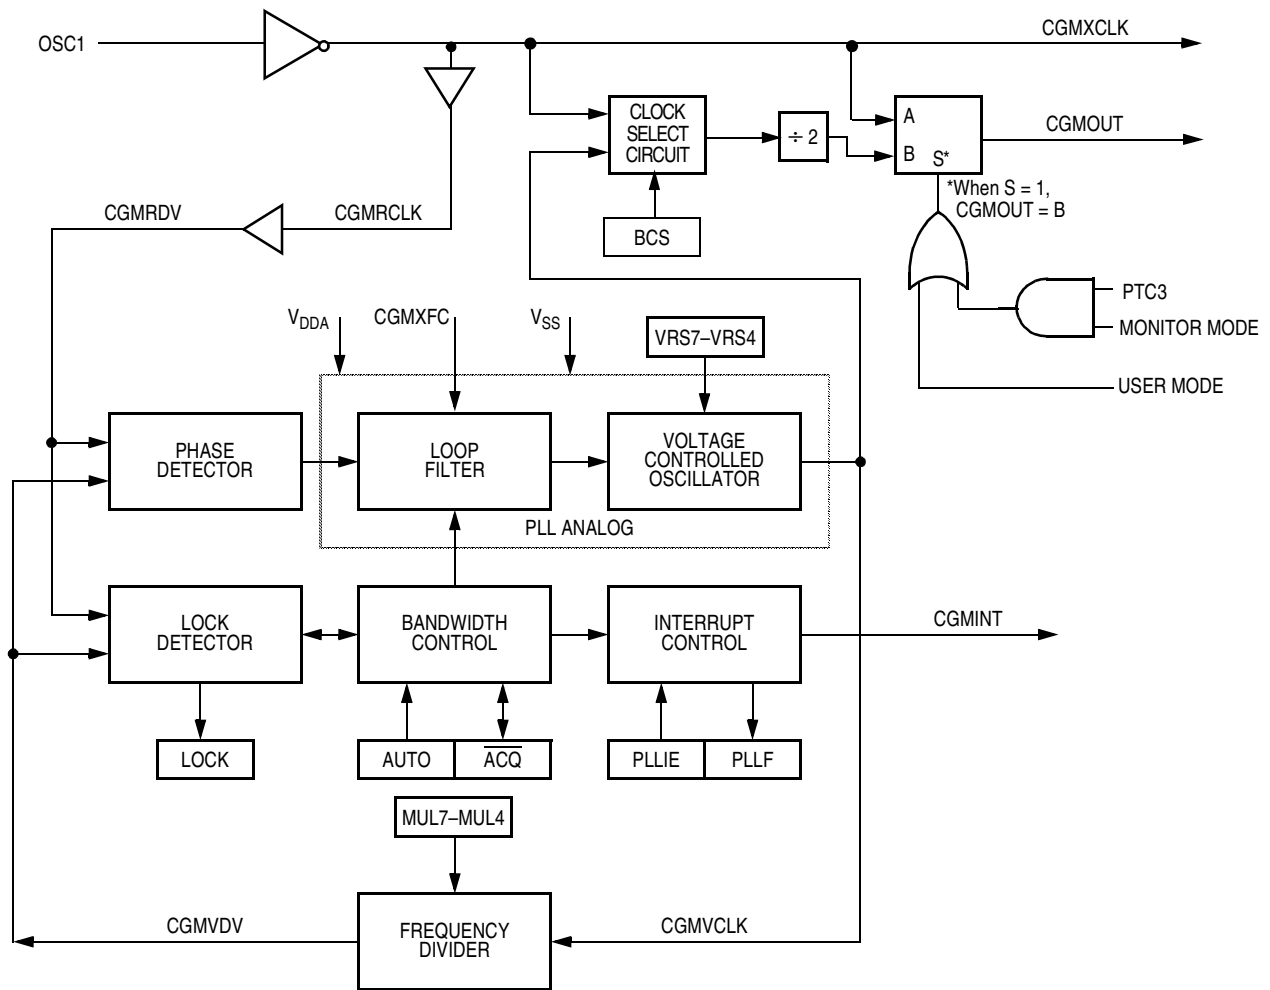 OSC1
CGMXCLK
CLOCK
SELECT
CIRCUIT
÷ 2
A
B
S*
CGMOUT
*When S = 1,
CGMOUT = B
CGMRDV
CGMRCLK
BCS
PTC3
MONITOR MODE
USER MODE
VDDA
CGMXFC
VSS
VRS7–VRS4
PHASE
DETECTOR
LOOP
FILTER
VOLTAGE
CONTROLLED
OSCILLATOR
PLL ANALOG
LOCK
DETECTOR
BANDWIDTH
CONTROL
INTERRUPT
CONTROL
CGMINT
LOCK
AUTO
ACQ
PLLIE
PLLF
MUL7–MUL4
CGMVDV
FREQUENCY
DIVIDER
CGMVCLK